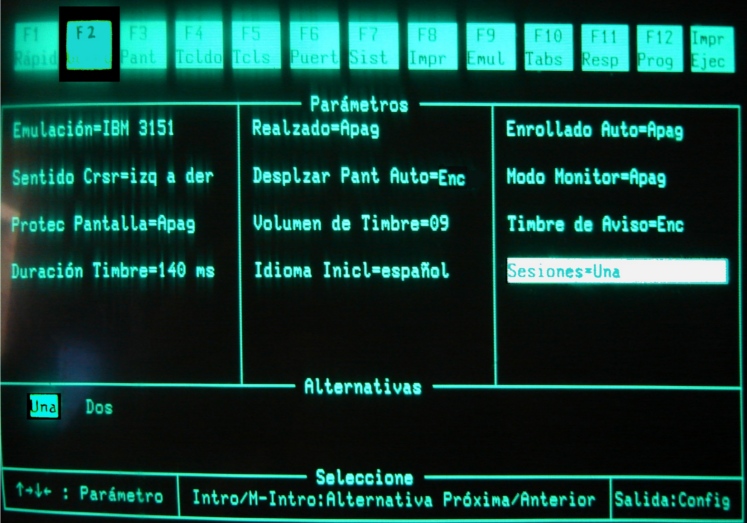 F1 F2 F3 F4 F5 F6 F7 F8 F9 F10 F11 F12 Impr
Rápid Pant Tcldo Tcls Puert Sist Impr Emul Tabs Resp Prog Ejec
Parámetros
Emulación=IBM 3151 Realzado=Apag Enrollado Auto=Apag
Sentido Crsr=izq a der Desplzar Pant Auto=Enc Modo Monitor=Apag
Protec Pantalla=Apag Volumen de Timbre=09 Timbre de Aviso=Enc
Duración Timbre=140 ms Idioma Inicl=español Sesiones=Una
Alternativas
Una Dos
Seleccione
↑→↓← : Parámetro Intro/M-Intro:Alternativa Próxima/Anterior Salida:Config